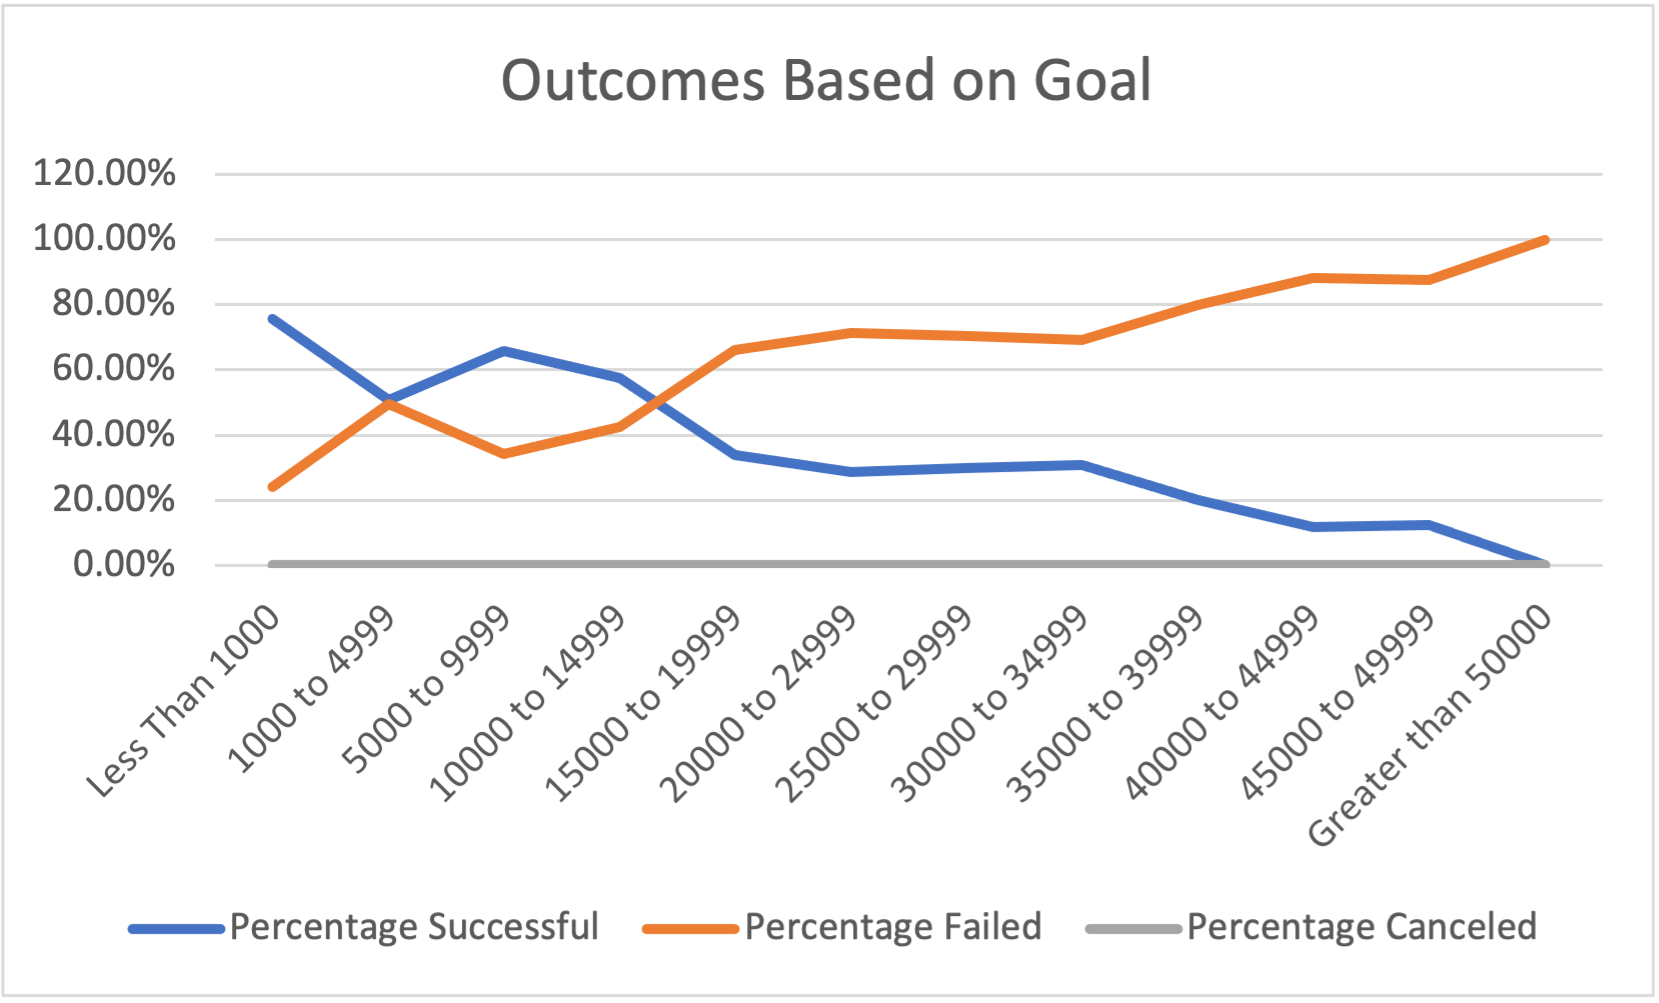 Outcomes Based on Goal
120.00%
100.00%
80.00%
60.00%
40.00%
20.00%
0.00%
Less Than 1000
1000 to 4999
5000 to 9999
10000 to 14999
15000 to 19999
20000 to 24999
25000 to 29999
30000 to 34999
35000 to 39999
40000 to 44999
45000 to 49999
Greater than 50000
Percentage Successful
Percentage Failed
Percentage Canceled